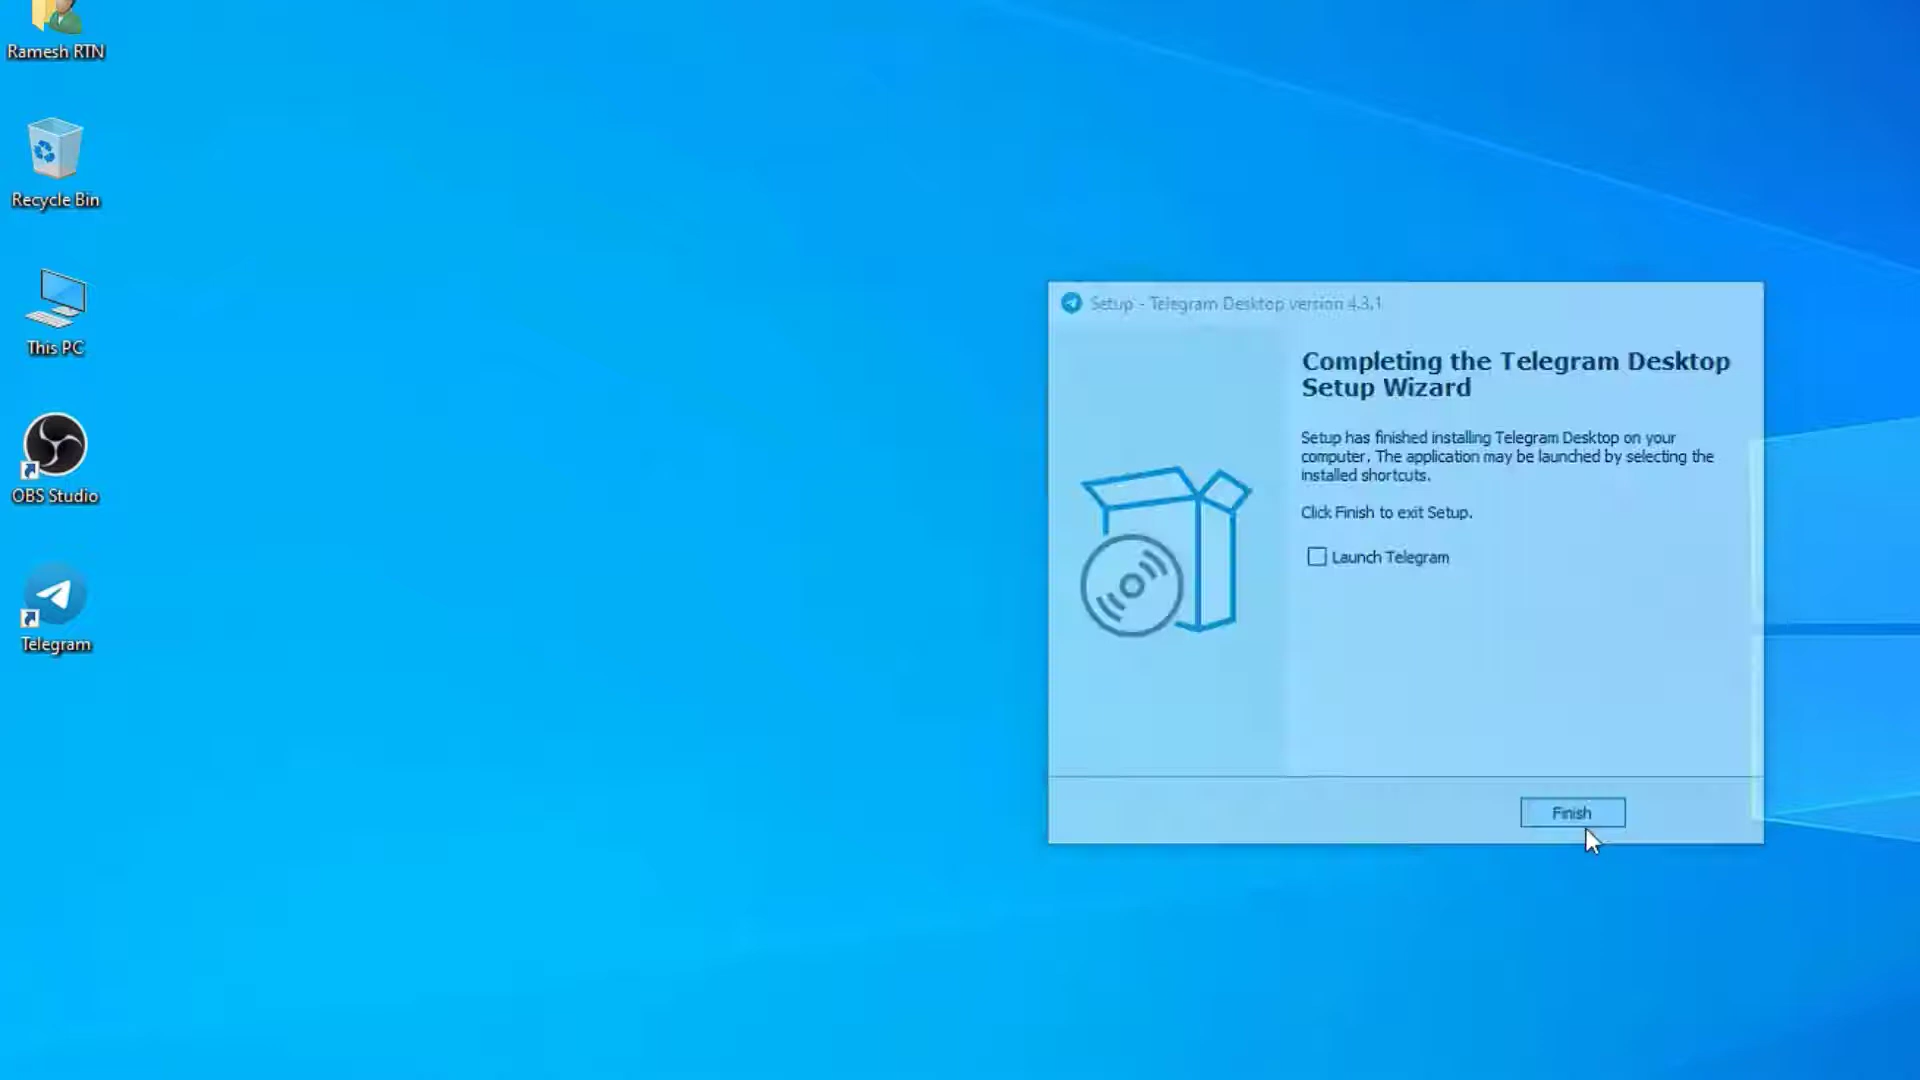 Ramesh RTN
Recycle Bin
This PC
OBS Studio
Telegram
Setup - Telegram Desktop version 4.3.1
Completing the Telegram Desktop
Setup Wizard
Setup has finished installing Telegram Desktop on your
computer. The application may be launched by selecting the
installed shortcuts.
Click Finish to exit Setup.
Launch Telegram
Finish